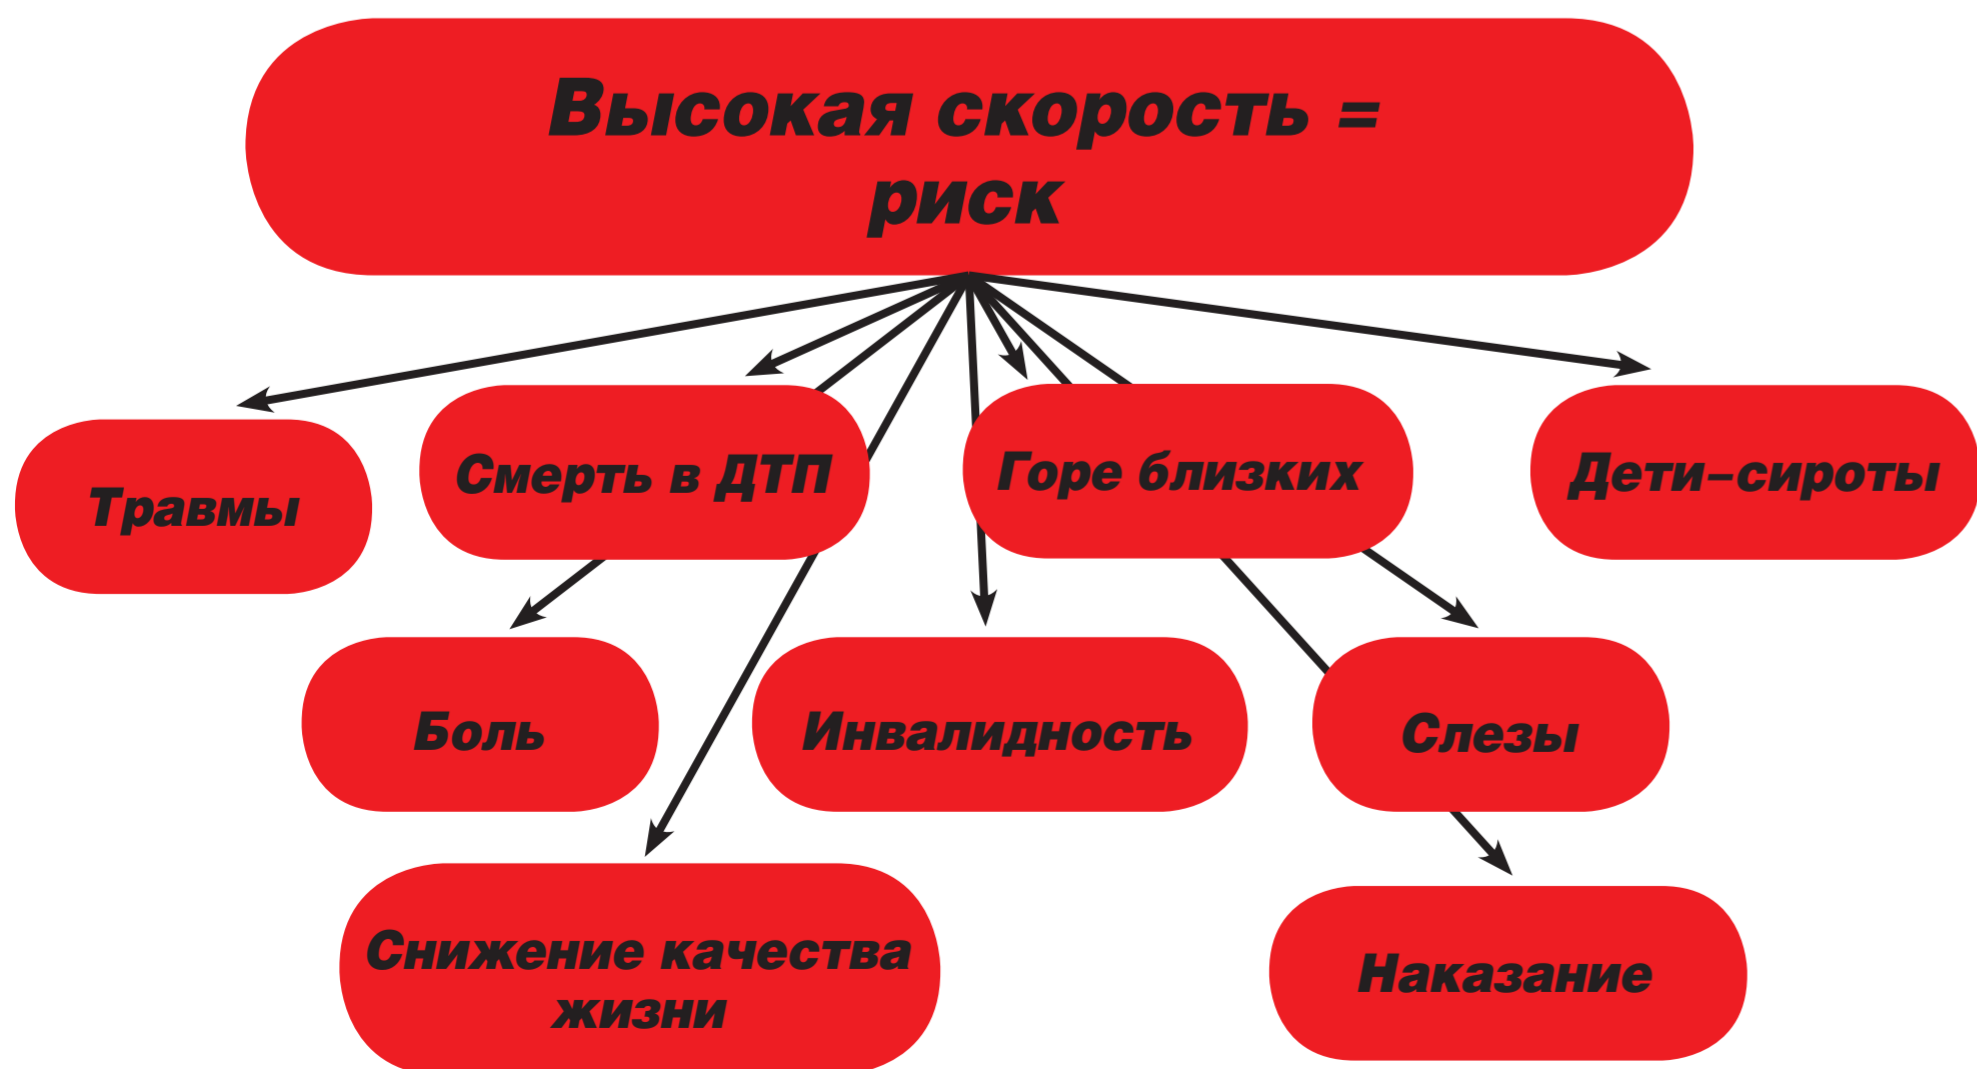 Высокая скорость =
риск
Травмы
Смерть в ДТП
Горе близких
Дети-сироты
Боль
Инвалидность
Слезы
Снижение качества
жизни
Наказание